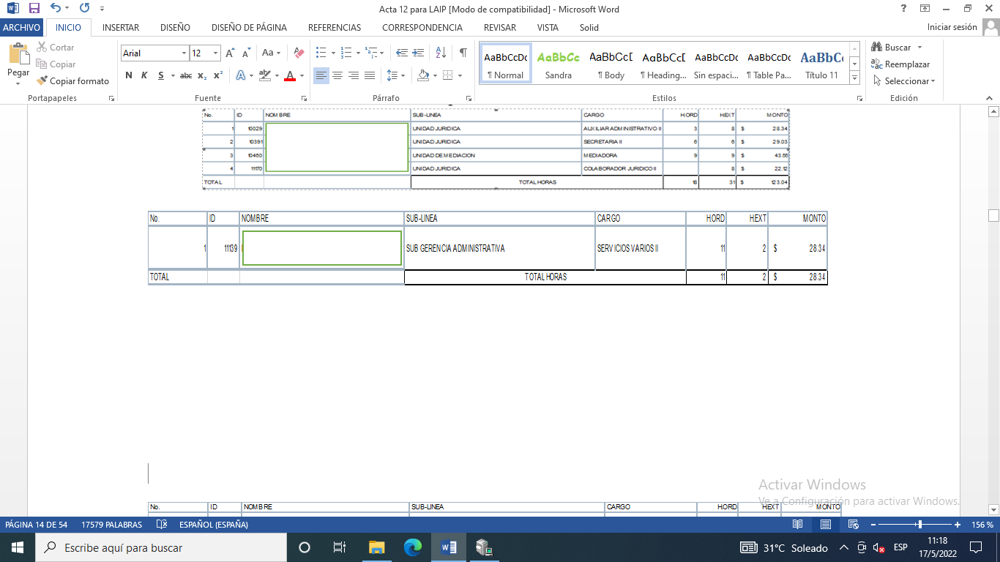 Acta 12 para LAIP [Modo de compatibilidad] - Microsoft Word
ARCHIVO INICIO INSERTAR DISEÑO DISEÑO DE PÁGINA REFERENCIAS CORRESPONDENCIA REVISAR VISTA Solid Iniciar sesión
Pegar
Cortar
Copiar
Copiar formato
Portapapeles
Arial 12
N K S abc x₂ x²
Fuente
Párrafo
AaBbCcDc AaBbCc AaBbCcD AaBbCcD AaBbCcDc AaBbCcDc AaBbC
¶ Normal Sandra ¶ Body ¶ Heading... Sin espaci... ¶ Table Pa... Título 11
Estilos
Buscar
Reemplazar
Seleccionar
Edición
No. ID NOMBRE SUB-LINEA CARGO HORD HEXT MONTO
1 10029 UNIDAD JURIDICA AUXILIAR ADMINISTRATIVO II 3 8 $ 28.34
2 10391 UNIDAD JURIDICA SECRETARIA II 6 6 $ 29.03
3 10460 UNIDAD DE MEDIACION MEDIADORA 9 9 $ 43.55
4 11170 UNIDAD JURIDICA COLABORADOR JURIDICO II 8 $ 22.12
TOTAL TOTAL HORAS 18 31 $ 123.04
No. ID NOMBRE SUB-LINEA CARGO HORD HEXT MONTO
1 11139 SUB GERENCIA ADMINISTRATIVA SERVICIOS VARIOS II 11 2 $ 28.34
TOTAL TOTAL HORAS 11 2 $ 28.34
Activar Windows
Ve a Configuración para activar Windows.
No. ID NOMBRE SUB-LINEA CARGO HORD HEXT MONTO
PÁGINA 14 DE 54 17579 PALABRAS ESPAÑOL (ESPAÑA) 156 %
Escribe aquí para buscar
31°C Soleado
ESP
11:18
17/5/2022